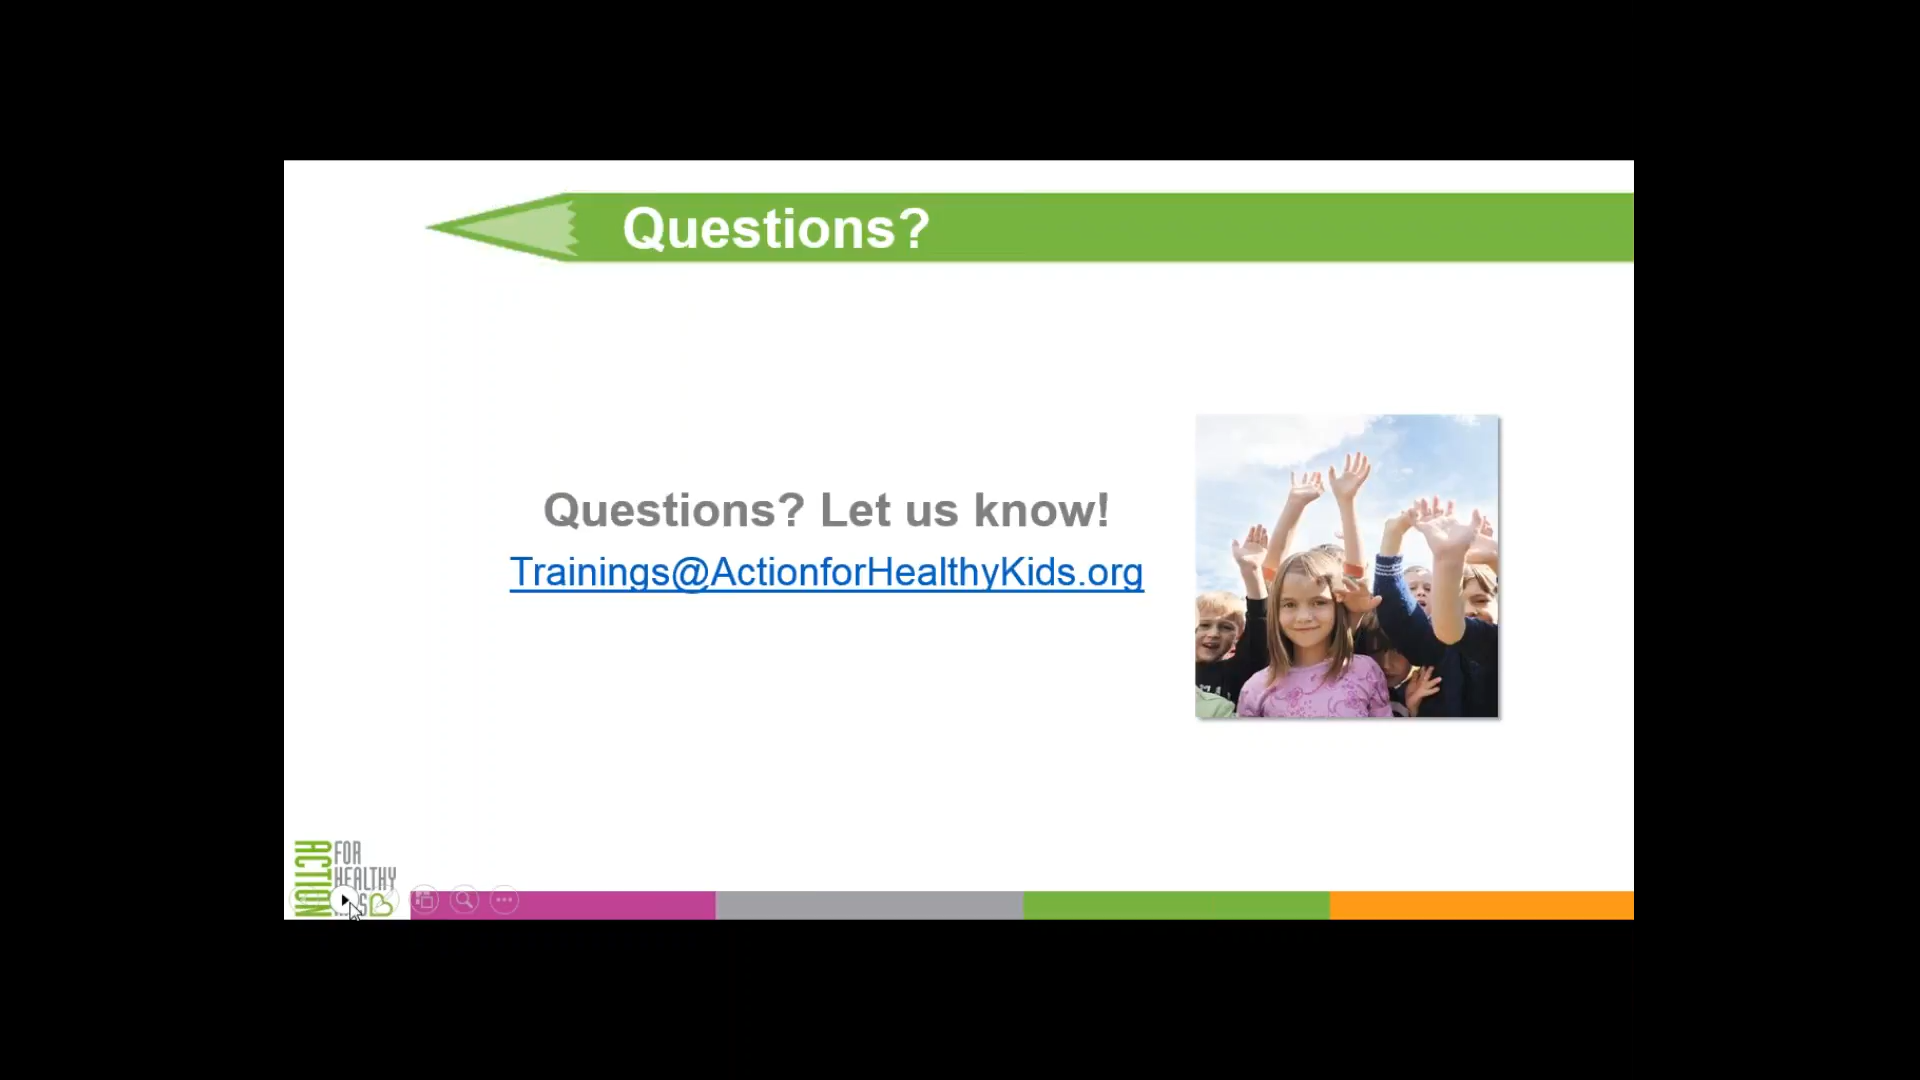 Questions?
Questions? Let us know!
Trainings@ActionforHealthyKids.org
ACTION
FOR
HEALTHY